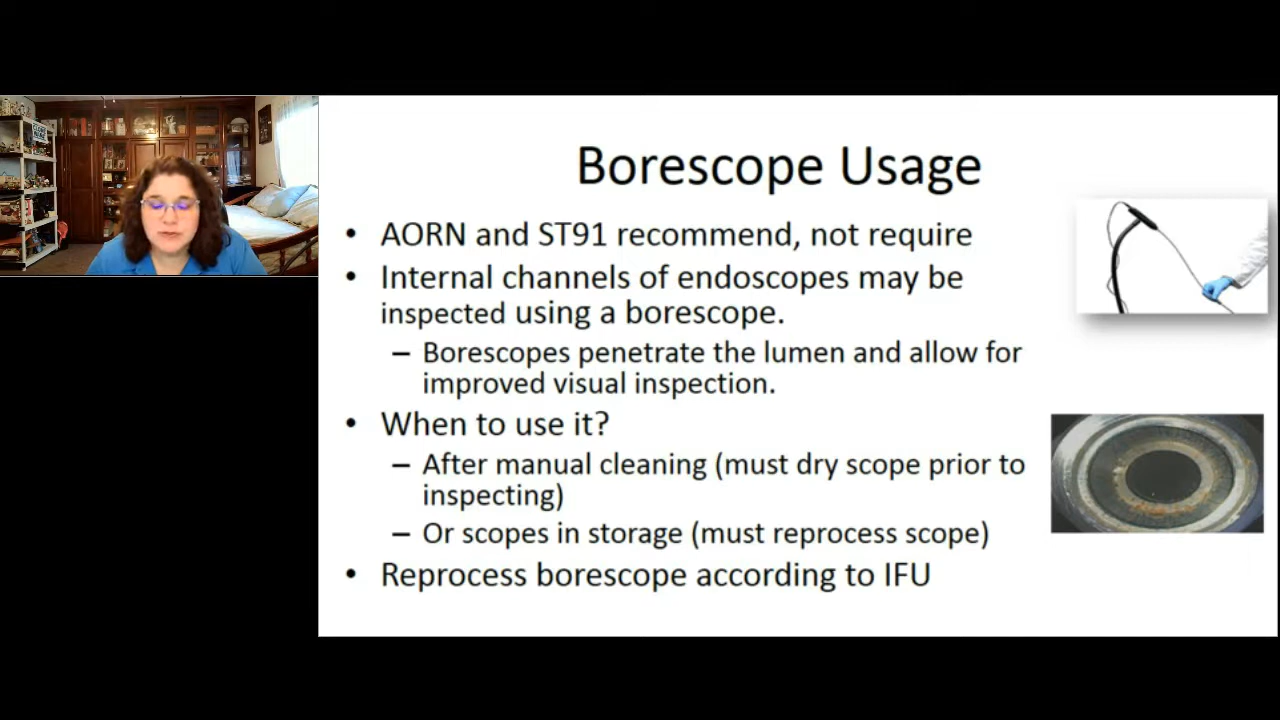 Borescope Usage
• AORN and ST91 recommend, not require
• Internal channels of endoscopes may be
inspected using a borescope.
– Borescopes penetrate the lumen and allow for
improved visual inspection.
• When to use it?
– After manual cleaning (must dry scope prior to
inspecting)
– Or scopes in storage (must reprocess scope)
• Reprocess borescope according to IFU